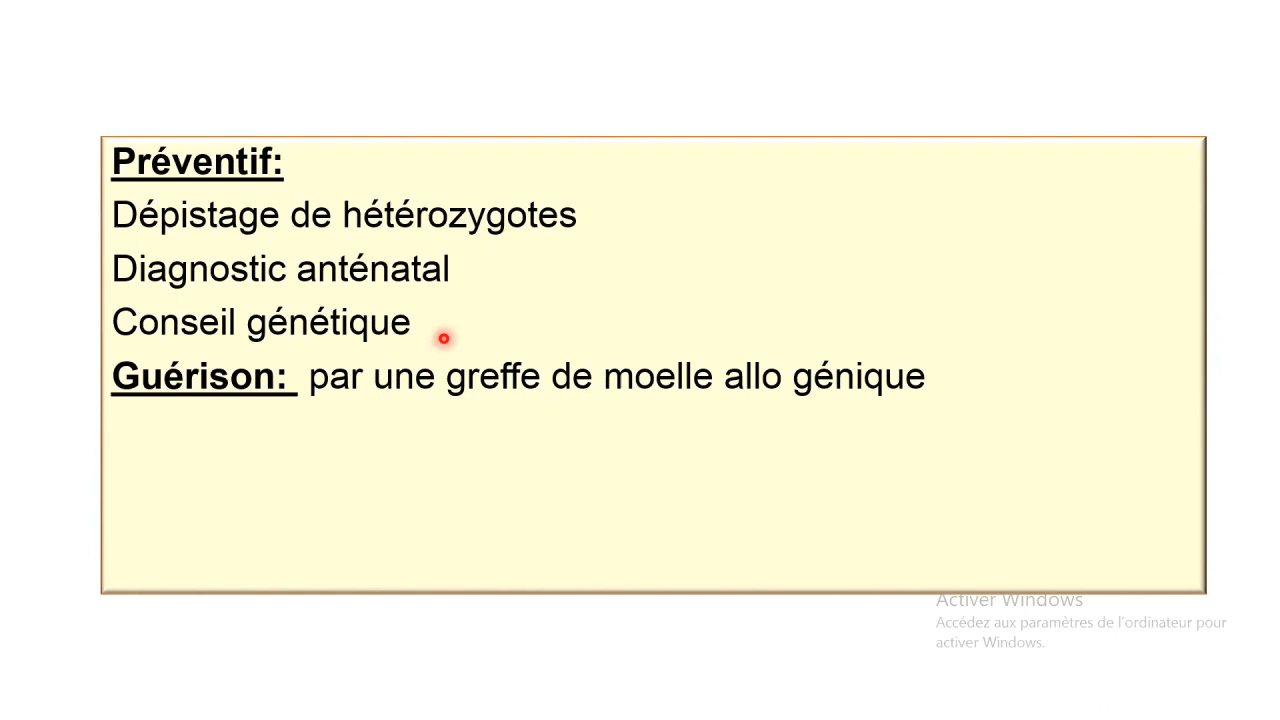 Préventif:
Dépistage de hétérozygotes
Diagnostic anténatal
Conseil génétique
Guérison: par une greffe de moelle allo génique
Activer Windows
Accédez aux paramètres de l'ordinateur pour
activer Windows.